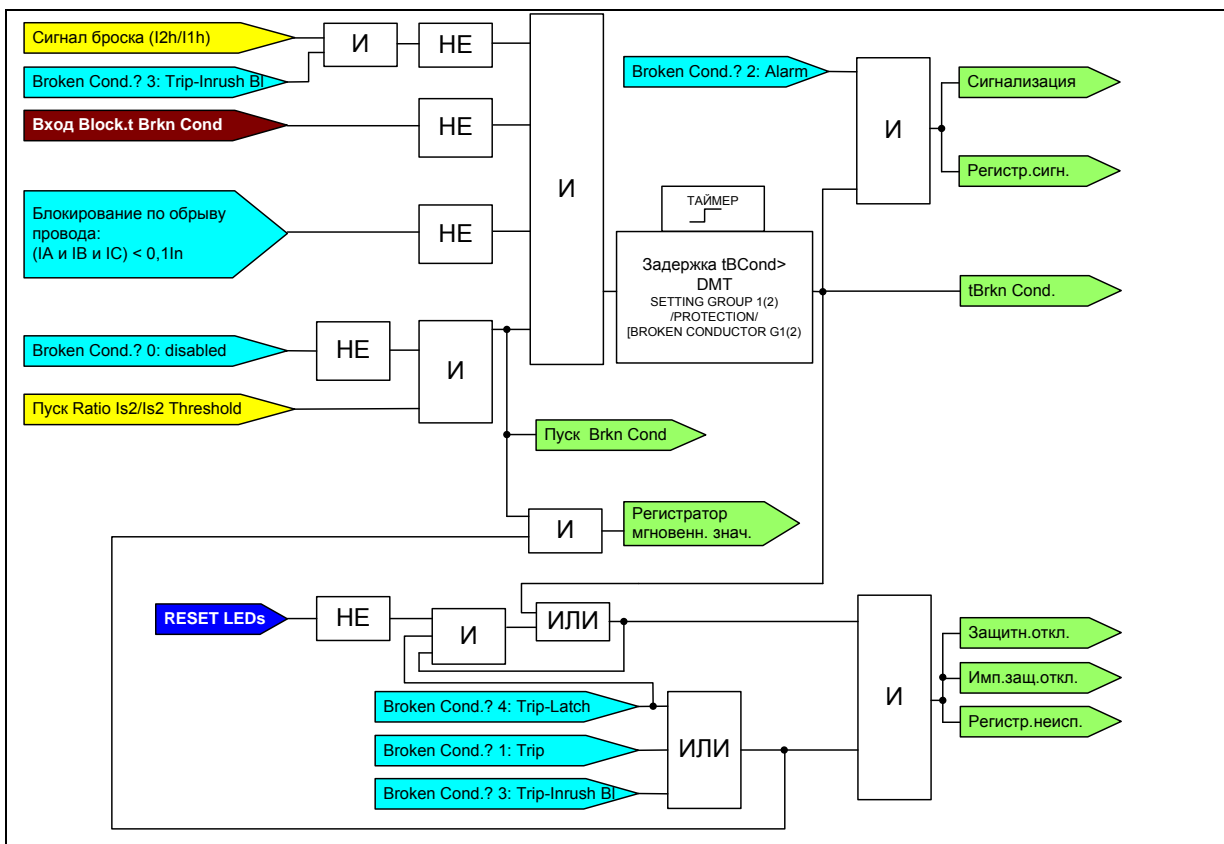 Сигнал броска (I2h/I1h)
И
НЕ
Broken Cond.? 3: Trip-Inrush Bl
Вход Block.t Brkn Cond
НЕ
Блокирование по обрыву
провода:
(IA и IB и IC) < 0,1In
НЕ
И
Broken Cond.? 2: Alarm
И
Сигнализация
Регистр.сигн.
ТАЙМЕР
Задержка tBCond>
DMT
SETTING GROUP 1(2)
/PROTECTION/
[BROKEN CONDUCTOR G1(2)
tBrkn Cond.
Broken Cond.? 0: disabled
НЕ
И
Пуск Ratio Is2/Is2 Threshold
Пуск Brkn Cond
И
Регистратор
мгновенн. знач.
RESET LEDs
НЕ
И
ИЛИ
Broken Cond.? 4: Trip-Latch
Broken Cond.? 1: Trip
Broken Cond.? 3: Trip-Inrush Bl
ИЛИ
И
Защитн.откл.
Имп.защ.откл.
Регистр.неисп.